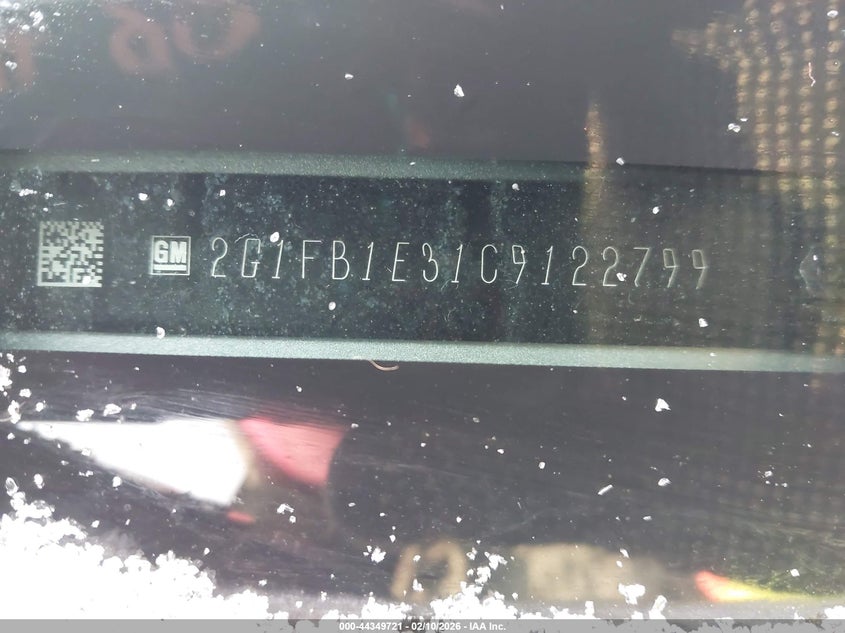 GM 2G1FB1E31C9122799
000-44349721 - 02/10/2026 - IAA Inc.